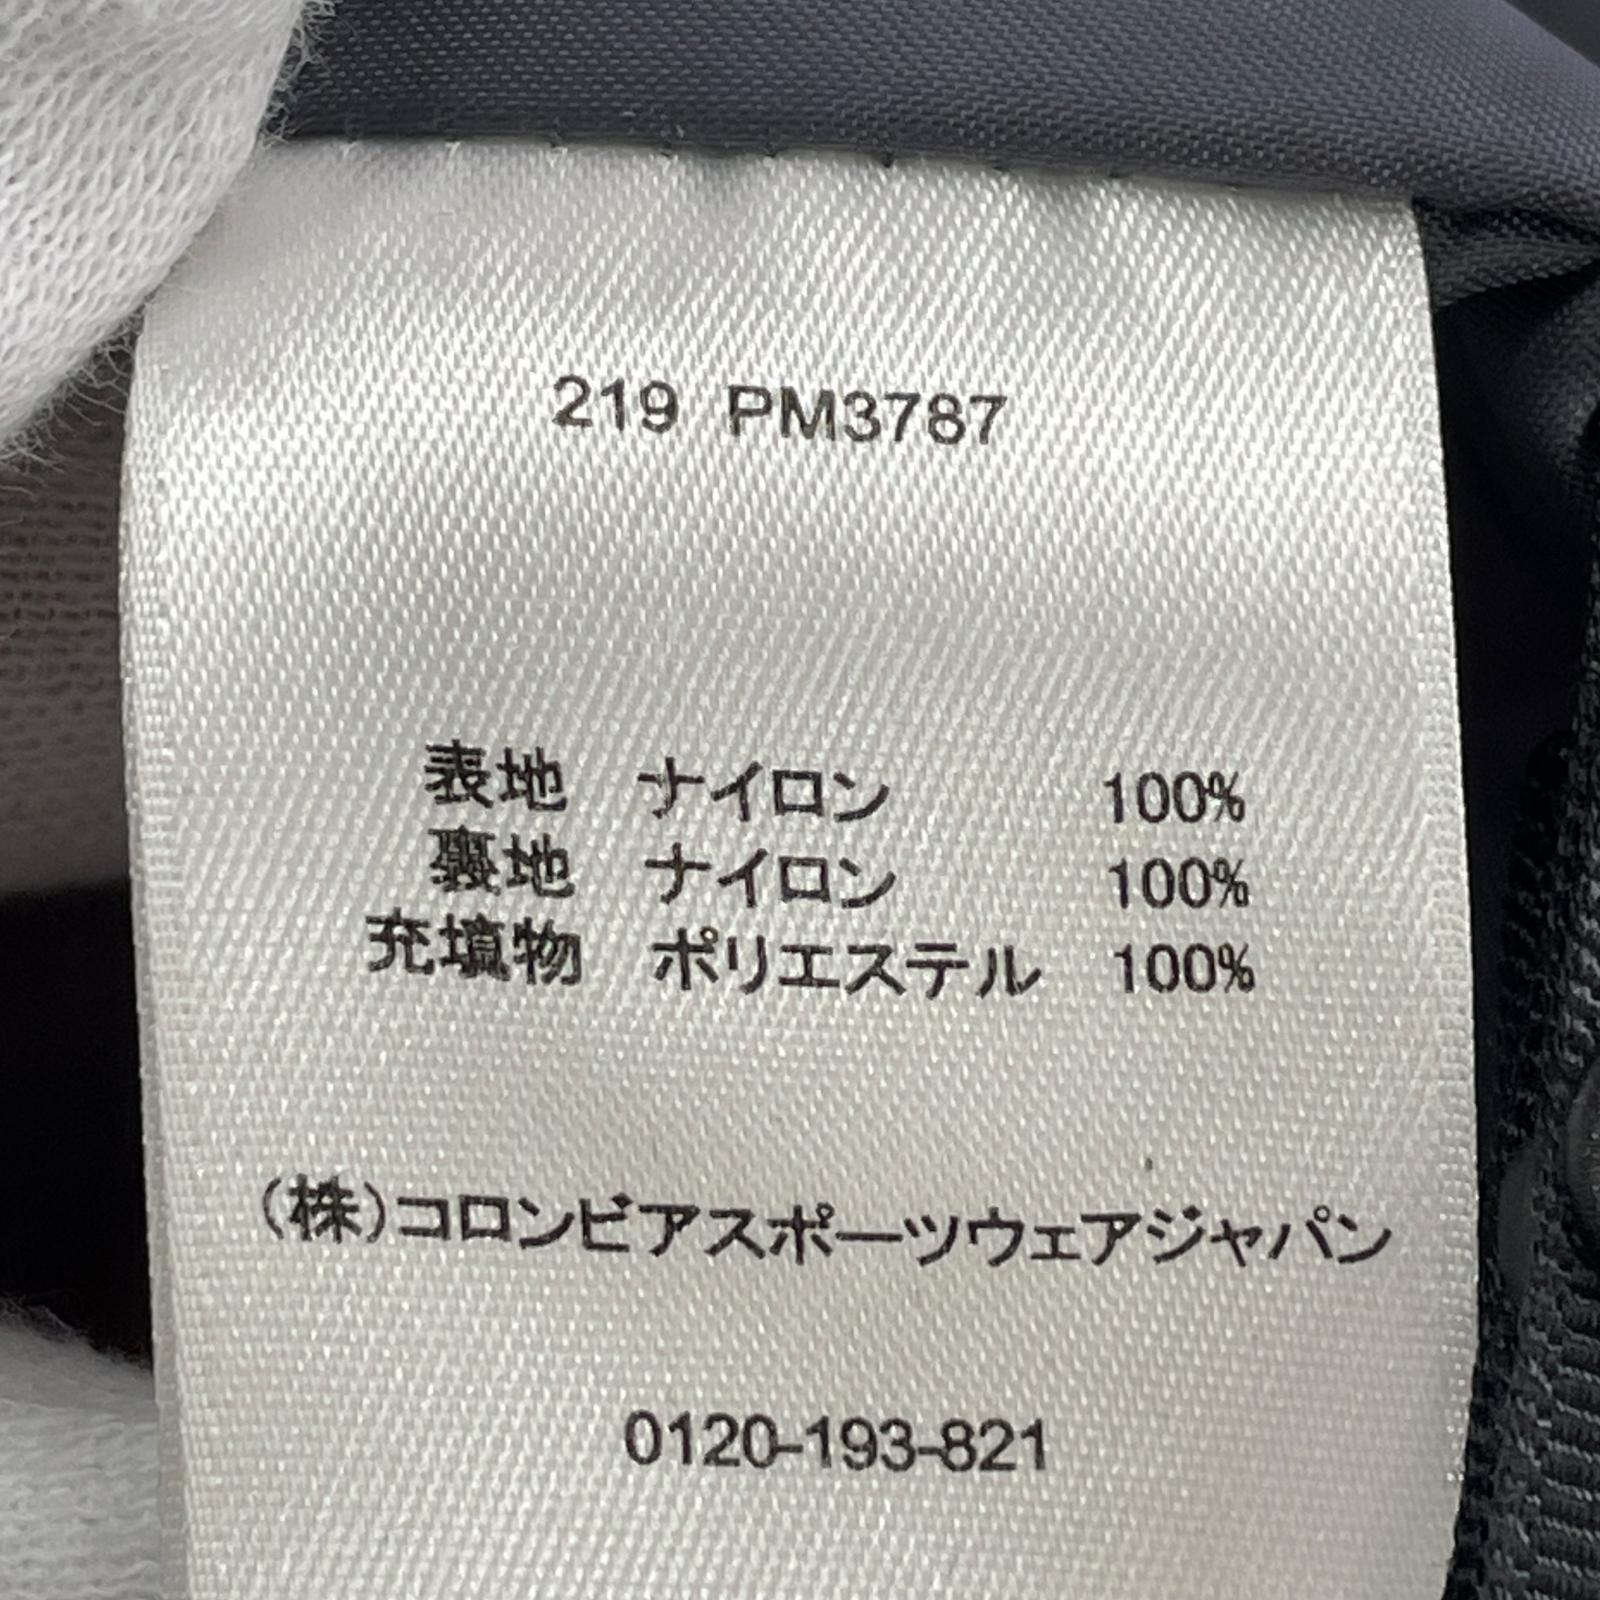 219 PM3787
表地 ナイロン 100%
裏地 ナイロン 100%
充填物 ポリエステル 100%
(株)コロンビアスポーツウェアジャパン
0120-193-821